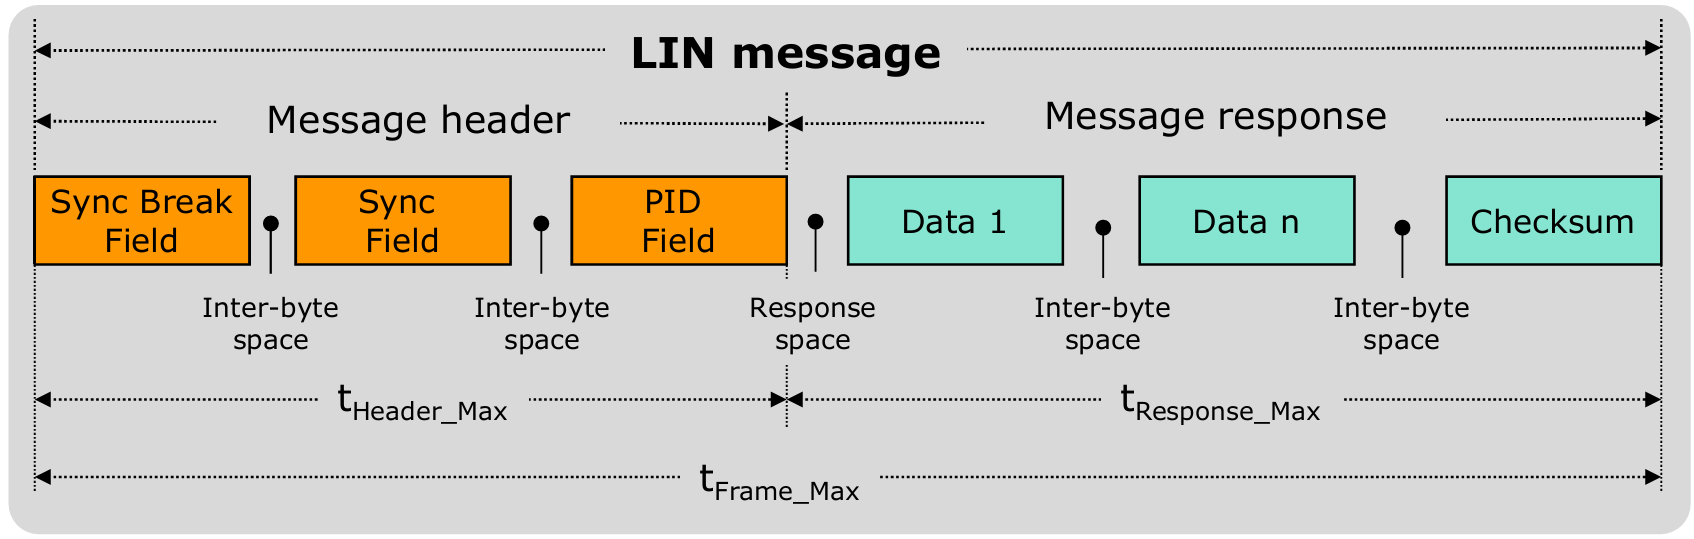 LIN message
Message header
Message response
Sync Break
Field
Sync
Field
PID
Field
Data 1
Data n
Checksum
Inter-byte
space
Inter-byte
space
Response
space
Inter-byte
space
Inter-byte
space
tHeader_Max
tResponse_Max
tFrame_Max